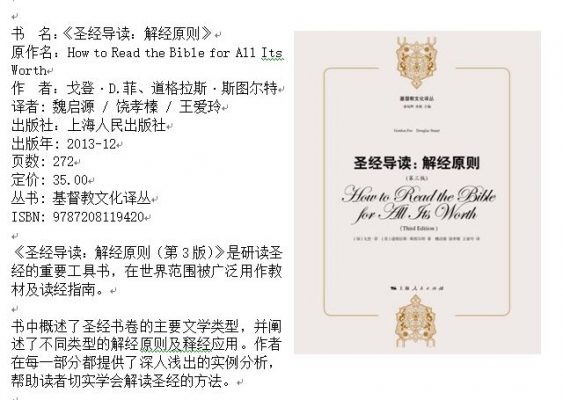 书 名:《圣经导读:解经原则》
原作名: How to Read the Bible for All Its
Worth
作 者: 戈登·D.菲、道格拉斯·斯图尔特
译者: 魏启源 / 饶孝榛 / 王爱玲
出版社: 上海人民出版社
出版年: 2013-12
页数: 272
定价: 35.00
丛书: 基督教文化译丛
ISBN: 9787208119420
《圣经导读:解经原则(第3版)》是研读圣
经的重要工具书,在世界范围被广泛用作教
材及读经指南。
书中概述了圣经书卷的主要文学类型,并阐
述了不同类型的解经原则及释经应用。作者
在每一部分都提供了深人浅出的实例分析,
帮助读者切实学会解读圣经的方法。
基督教文化译丛
Gordon Fee Douglas Stuart
圣经导读:解经原则
(第三版)
How to Read the Bible
for All Its Worth
(Third Edition)
上海人民出版社